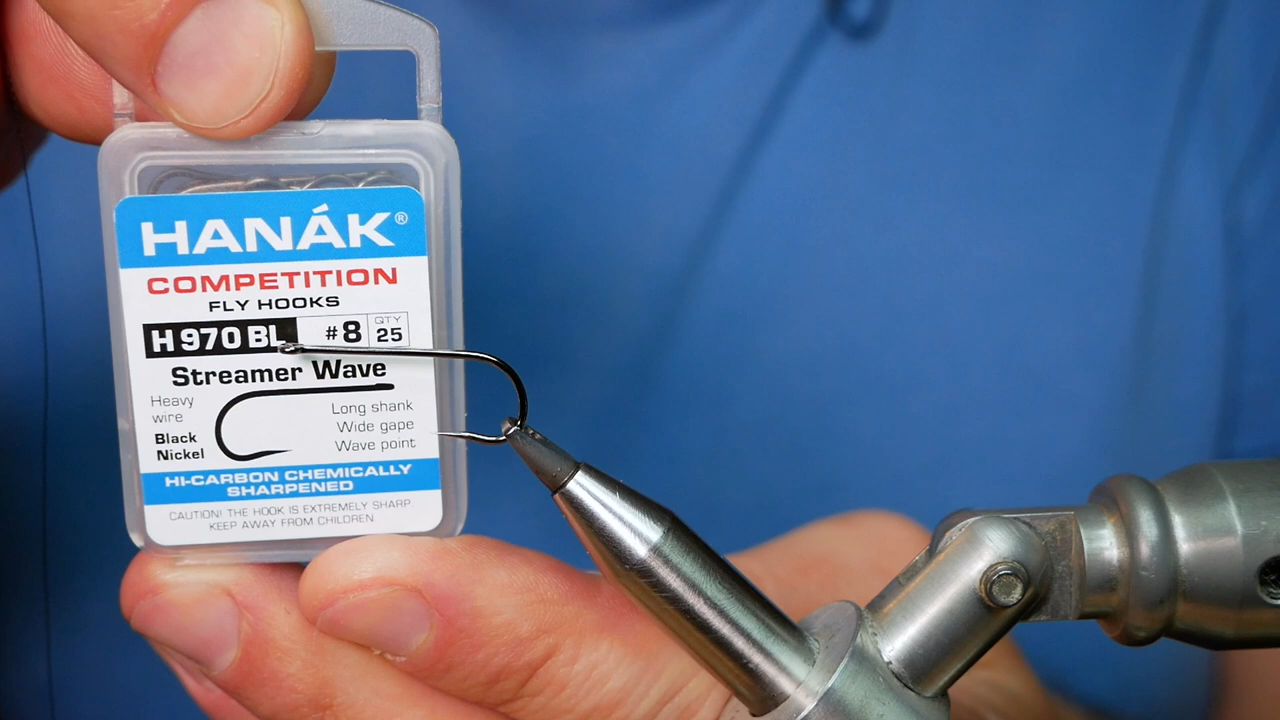 HANÁK®
COMPETITION
FLY HOOKS
H 970 BL #8 QTY 25
Streamer Wave
Heavy wire
Black Nickel
Long shank
Wide gape
Wave point
HI-CARBON CHEMICALLY
SHARPENED
CAUTION! THE HOOK IS EXTREMELY SHARP.
KEEP AWAY FROM CHILDREN